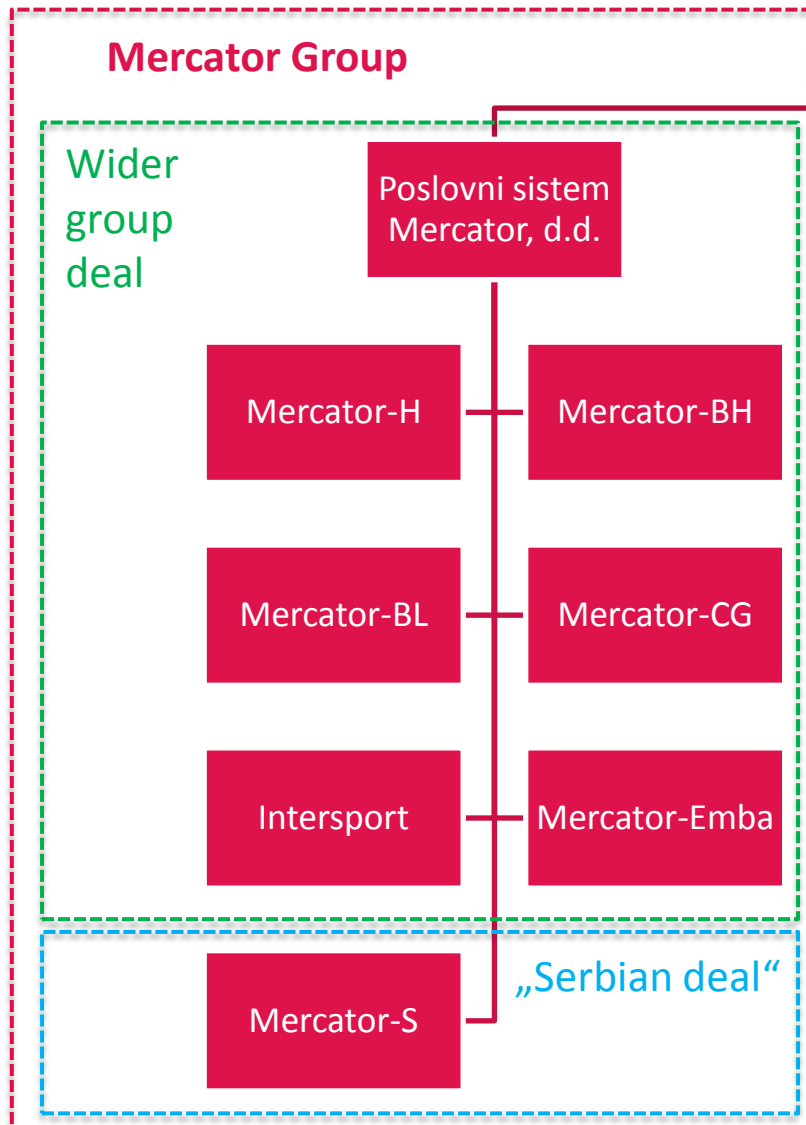 Mercator Group
Wider
group
deal
Poslovni sistem
Mercator, d.d.
Mercator-H
Mercator-BH
Mercator-BL
Mercator-CG
Intersport
Mercator-Emba
„Serbian deal“
Mercator-S